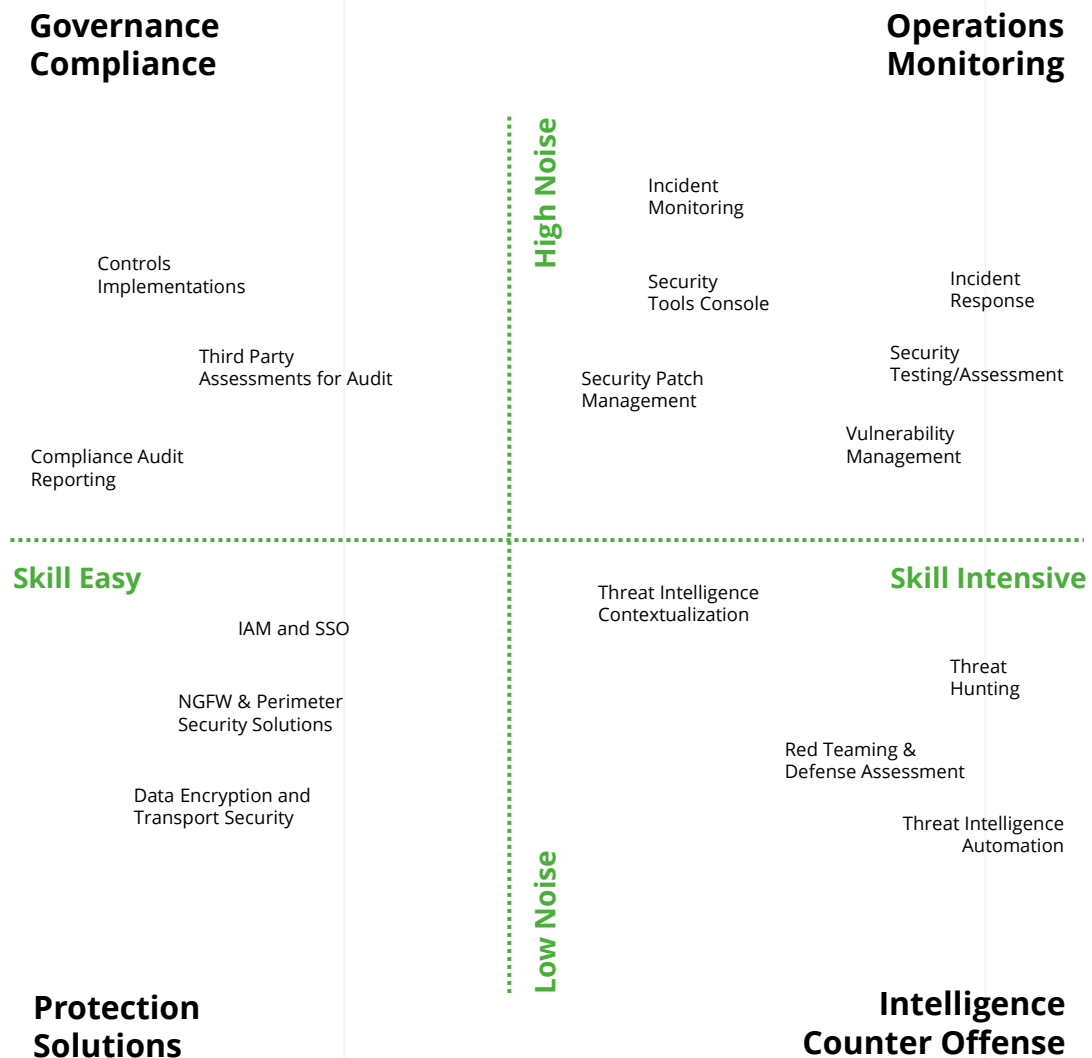 Governance
Compliance
Operations
Monitoring
High Noise
Incident
Monitoring
Controls
Implementations
Security
Tools Console
Incident
Response
Third Party
Assessments for Audit
Security Patch
Management
Security
Testing/Assessment
Compliance Audit
Reporting
Vulnerability
Management
Skill Easy
Skill Intensive
IAM and SSO
Threat Intelligence
Contextualization
NGFW & Perimeter
Security Solutions
Threat
Hunting
Data Encryption and
Transport Security
Red Teaming &
Defense Assessment
Threat Intelligence
Automation
Low Noise
Protection
Solutions
Intelligence
Counter Offense